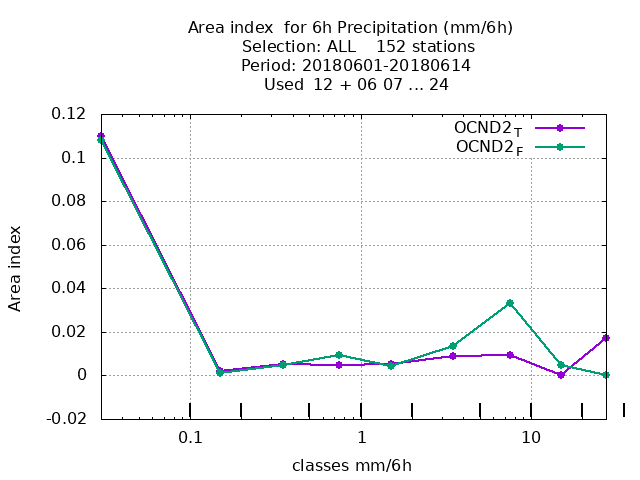 Area index  for 6h Precipitation (mm/6h)
Selection: ALL    152 stations
Period: 20180601-20180614
Used  12 + 06 07 ... 24
OCND2T
OCND2F
0.12
0.1
0.08
0.06
0.04
0.02
0
-0.02
Area index
0.1 1 10
classes mm/6h